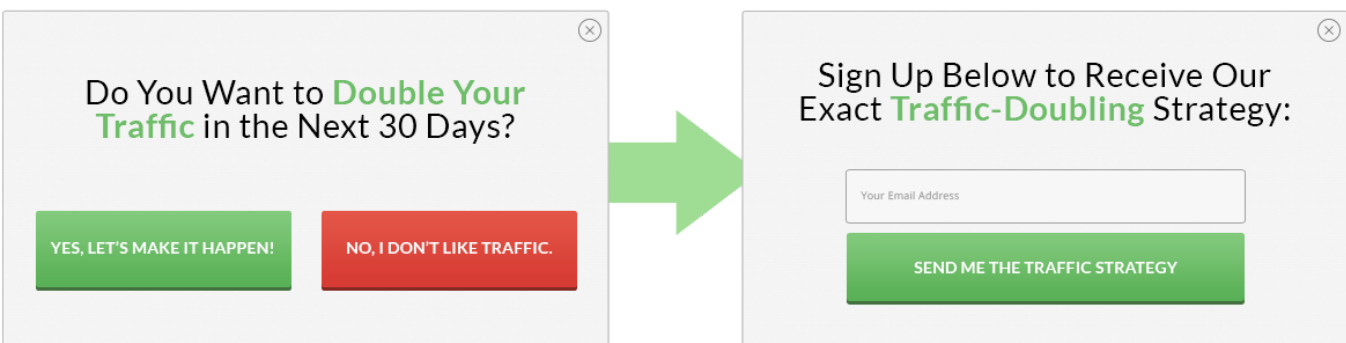 Do You Want to Double Your
Traffic in the Next 30 Days?
YES, LET'S MAKE IT HAPPEN!
NO, I DON'T LIKE TRAFFIC.
Sign Up Below to Receive Our
Exact Traffic-Doubling Strategy:
Your Email Address
SEND ME THE TRAFFIC STRATEGY